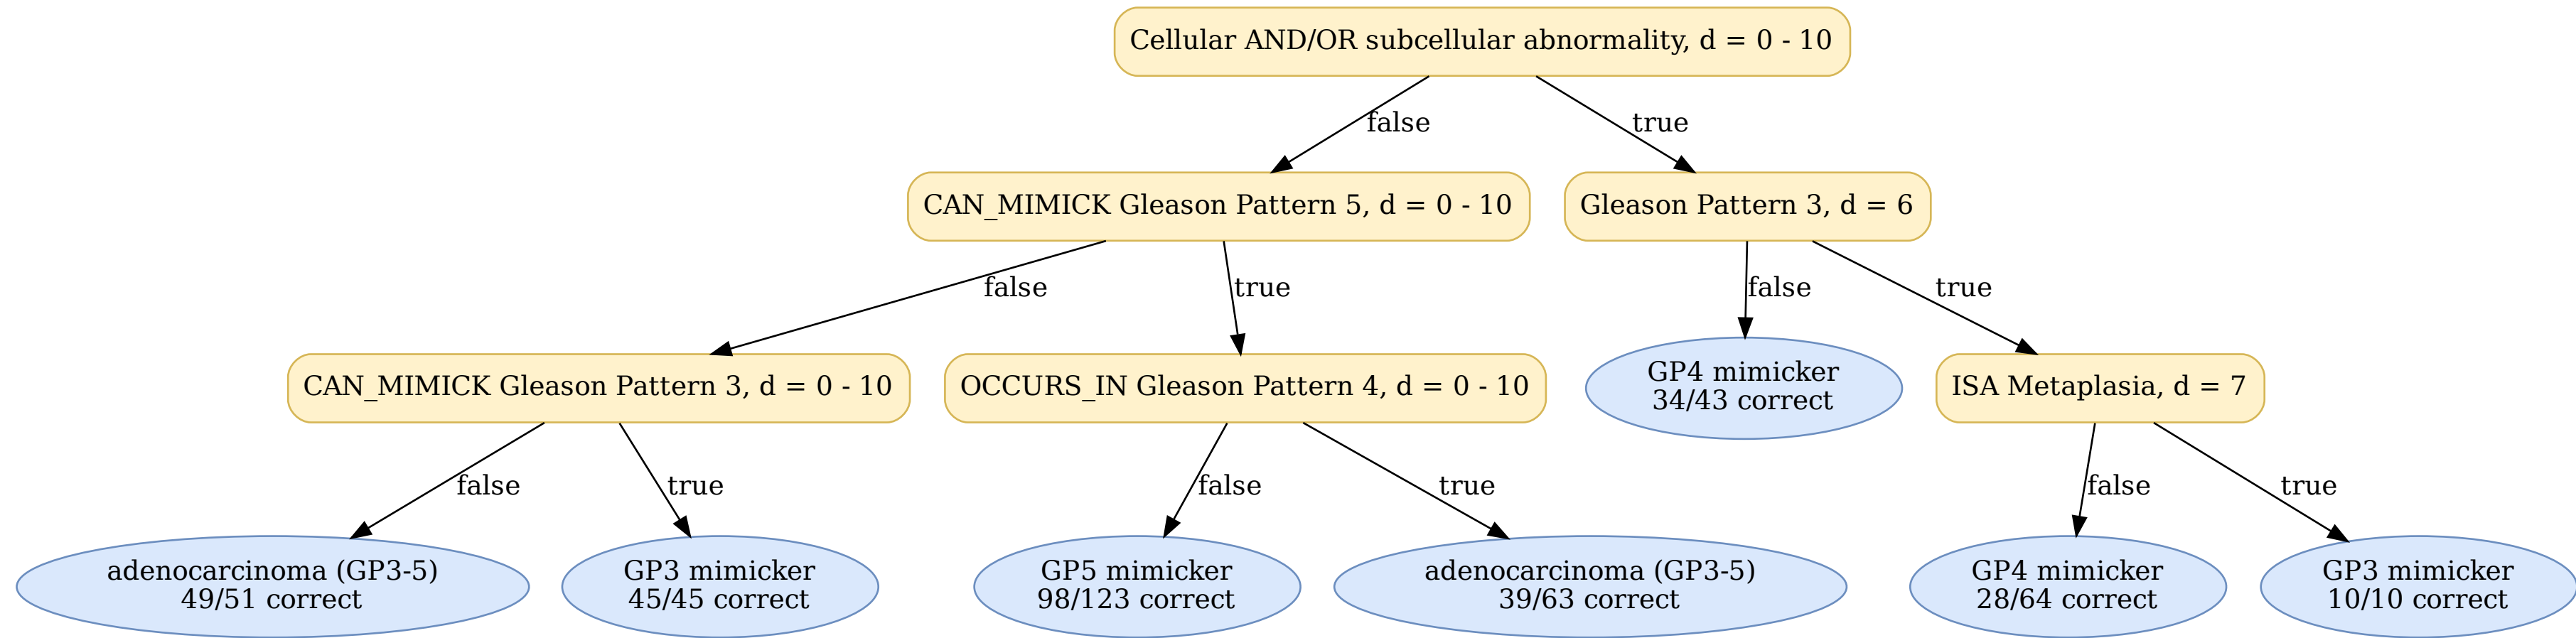 Cellular AND/OR subcellular abnormality, d = 0 - 10
false
true
CAN_MIMICK Gleason Pattern 5, d = 0 - 10
Gleason Pattern 3, d = 6
false
true
false
true
CAN_MIMICK Gleason Pattern 3, d = 0 - 10
OCCURS_IN Gleason Pattern 4, d = 0 - 10
GP4 mimicker
34/43 correct
ISA Metaplasia, d = 7
false
true
false
true
false
true
adenocarcinoma (GP3-5)
49/51 correct
GP3 mimicker
45/45 correct
GP5 mimicker
98/123 correct
adenocarcinoma (GP3-5)
39/63 correct
GP4 mimicker
28/64 correct
GP3 mimicker
10/10 correct